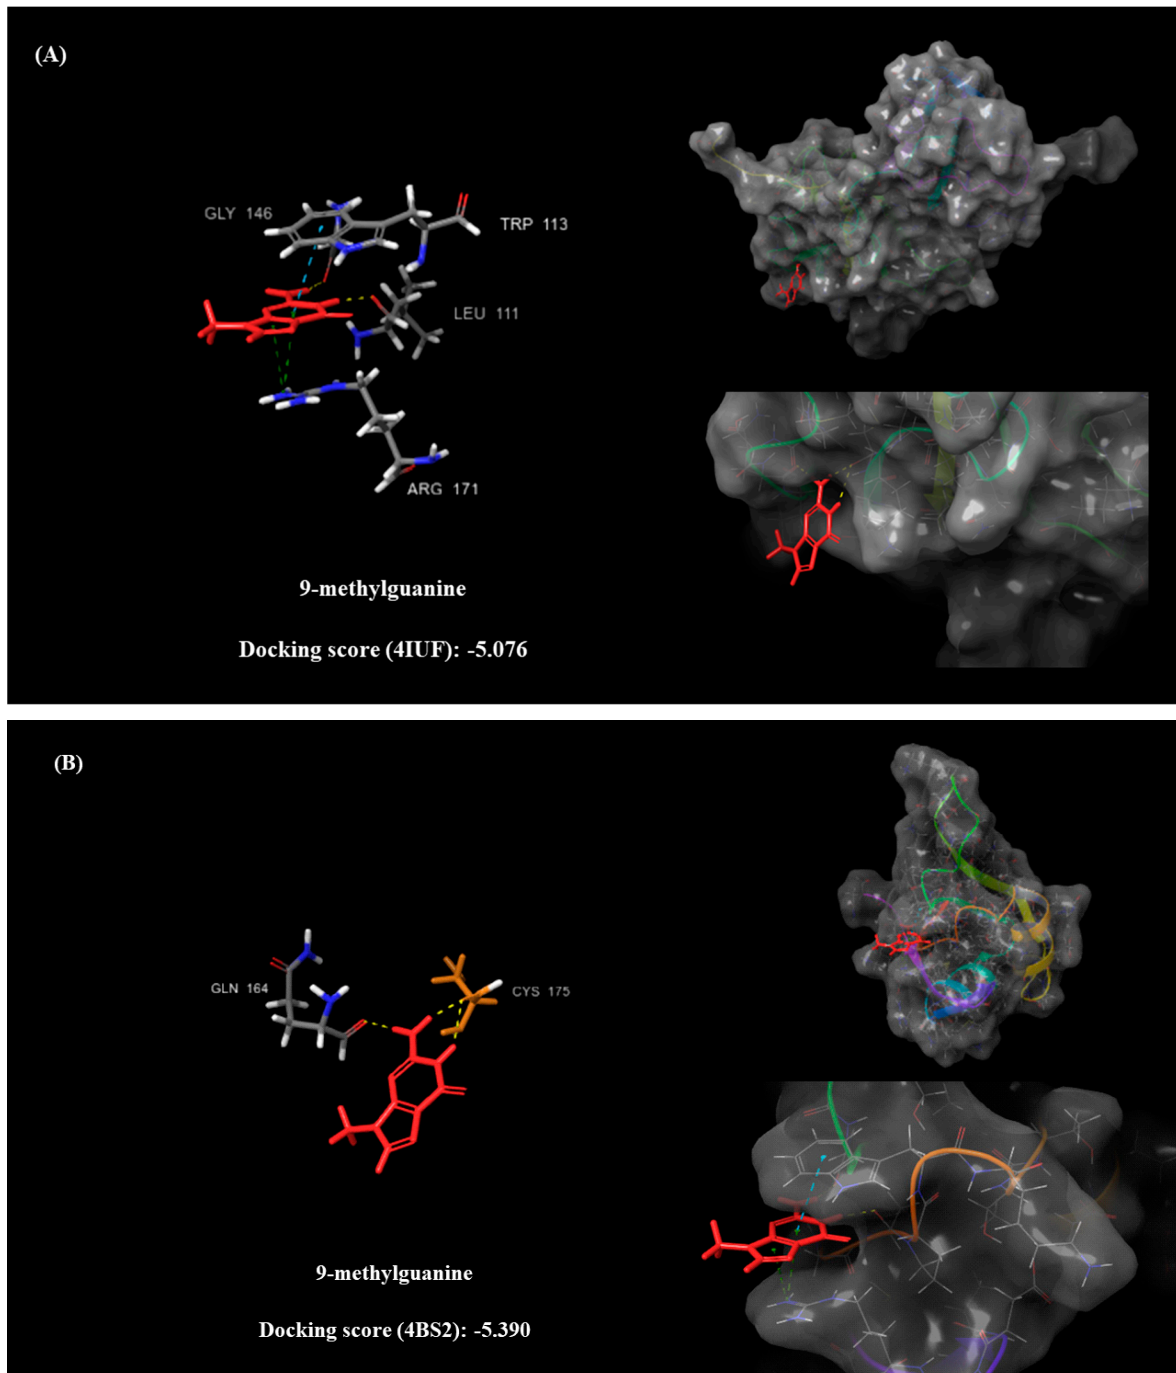 (A)
GLY 146
TRP 113
LEU 111
ARG 171
9-methylguanine
Docking score (4IUF): -5.076
(B)
GLN 164
CYS 175
9-methylguanine
Docking score (4BS2): -5.390